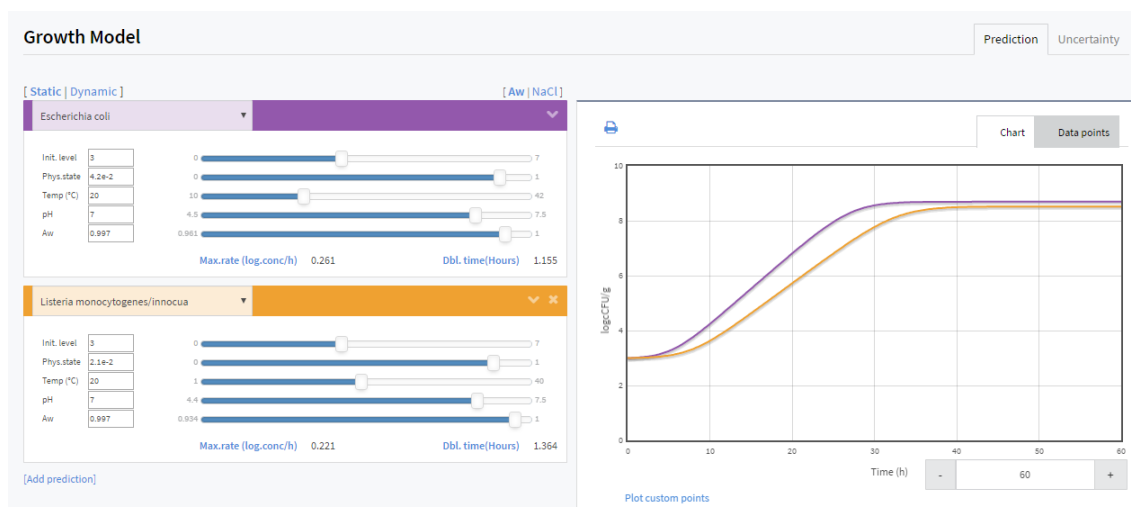 Growth Model
Prediction Uncertainty
[ Static | Dynamic ] [ Aw | NaCl ]
Escherichia coli
Init. level 3 0 7
Phys.state 4.2e-2 0 1
Temp (°C) 20 10 42
pH 7 4.5 7.5
Aw 0.997 0.961 1
Max.rate (log.conc/h) 0.261 Dbl. time(Hours) 1.155
Listeria monocytogenes/innocua
Init. level 3 0 7
Phys.state 2.1e-2 0 1
Temp (°C) 20 1 40
pH 7 4.4 7.5
Aw 0.997 0.934 1
Max.rate (log.conc/h) 0.221 Dbl. time(Hours) 1.364
[Add prediction]
Chart Data points
10
8
6
4
2
0
logcCFU/g
0 10 20 30 40 50 60
Time (h) - 60 +
Plot custom points